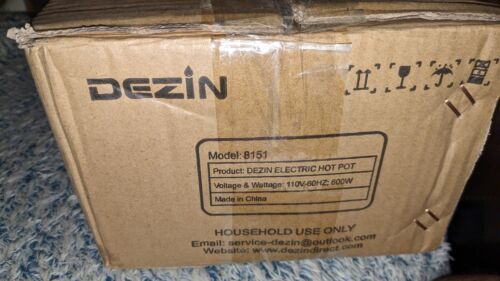 DEZIN
Model: 8151
Product: DEZIN ELECTRIC HOT POT
Voltage & Wattage: 110V-60HZ; 600W
Made in China
HOUSEHOLD USE ONLY
Email: service-dezin@outlook.com
Website: www.dezindirect.com